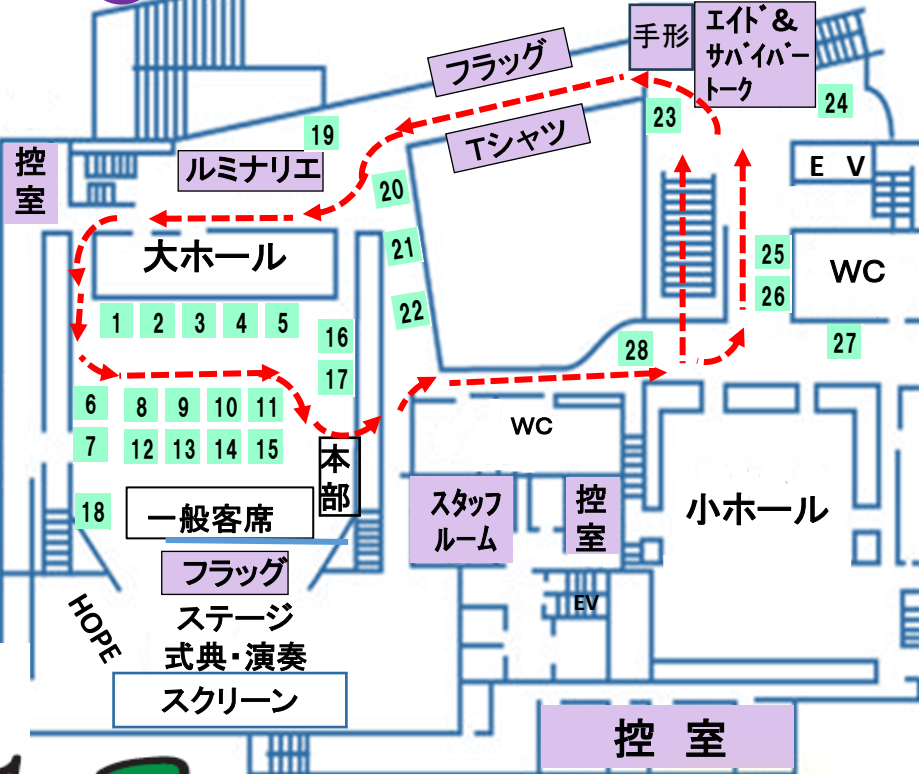 手形
エイド&
サバイバー
トーク
フラッグ
Tシャツ
19
23
24
控
室
ルミナリエ
E V
20
大ホール
21
25
WC
26
22
1 2 3 4 5
16
17
28
27
6
8 9 10 11
7
12 13 14 15
WC
本
部
18
一般客席
スタッフ
ルーム
控
室
小ホール
フラッグ
HOPE
ステージ
式典・演奏
スクリーン
EV
控 室